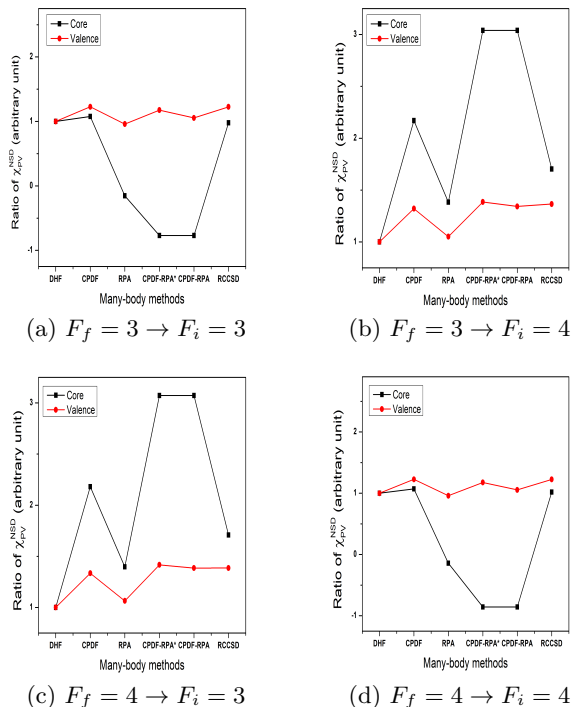 Core
Valence
Ratio of χ_PV^NSD (arbitrary unit)
2
1
0
-1
DHF CPDF RPA CPDF-RPA* CPDF-RPA RCCSD
Many-body methods
(a) F_f = 3 → F_i = 3
Core
Valence
Ratio of χ_PV^NSD (arbitrary unit)
3
2
1
DHF CPDF RPA CPDF-RPA* CPDF-RPA RCCSD
Many-body methods
(b) F_f = 3 → F_i = 4
Core
Valence
Ratio of χ_PV^NSD (arbitrary unit)
3
2
1
DHF CPDF RPA CPDF-RPA* CPDF-RPA RCCSD
Many-body methods
(c) F_f = 4 → F_i = 3
Core
Valence
Ratio of χ_PV^NSD (arbitrary unit)
2
1
0
-1
DHF CPDF RPA CPDF-RPA* CPDF-RPA RCCSD
Many-body methods
(d) F_f = 4 → F_i = 4